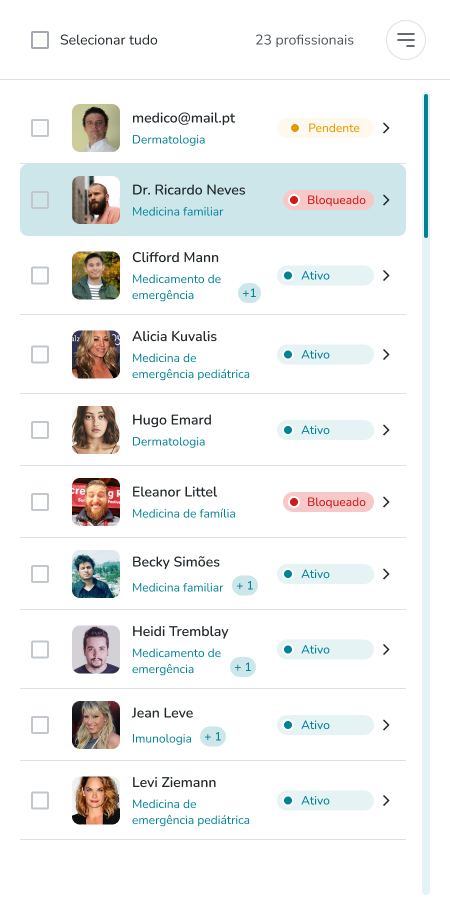 Selecionar tudo
23 profissionais
medico@mail.pt
Dermatologia
Pendente
Dr. Ricardo Neves
Medicina familiar
Bloqueado
Clifford Mann
Medicamento de
emergência
+1
Ativo
Alicia Kuvalis
Medicina de
emergência pediátrica
Ativo
Hugo Emard
Dermatologia
Ativo
Eleanor Littel
Medicina de família
Bloqueado
Becky Simões
Medicina familiar
+ 1
Ativo
Heidi Tremblay
Medicamento de
emergência
+ 1
Ativo
Jean Leve
Imunologia
+ 1
Ativo
Levi Ziemann
Medicina de
emergência pediátrica
Ativo